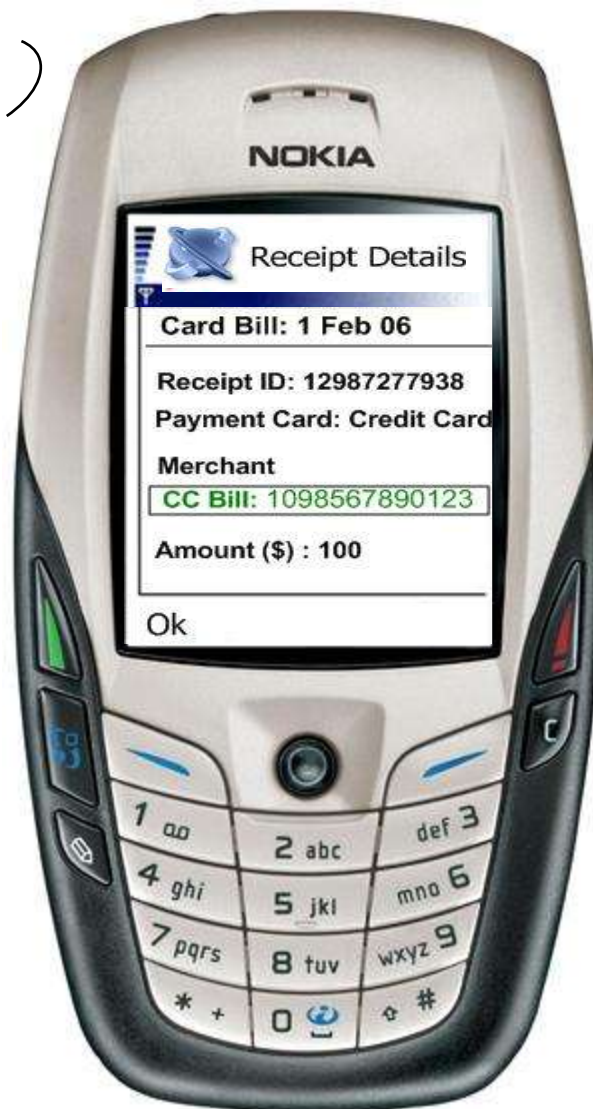 NOKIA
Receipt Details
Card Bill: 1 Feb 06
Receipt ID: 12987277938
Payment Card: Credit Card
Merchant
CC Bill: 1098567890123
Amount ($) : 100
Ok
C
1
2 abc
def 3
4 ghi
5 jkl
mno 6
7 pqrs
8 tuv
wxyz 9
* +
0
#